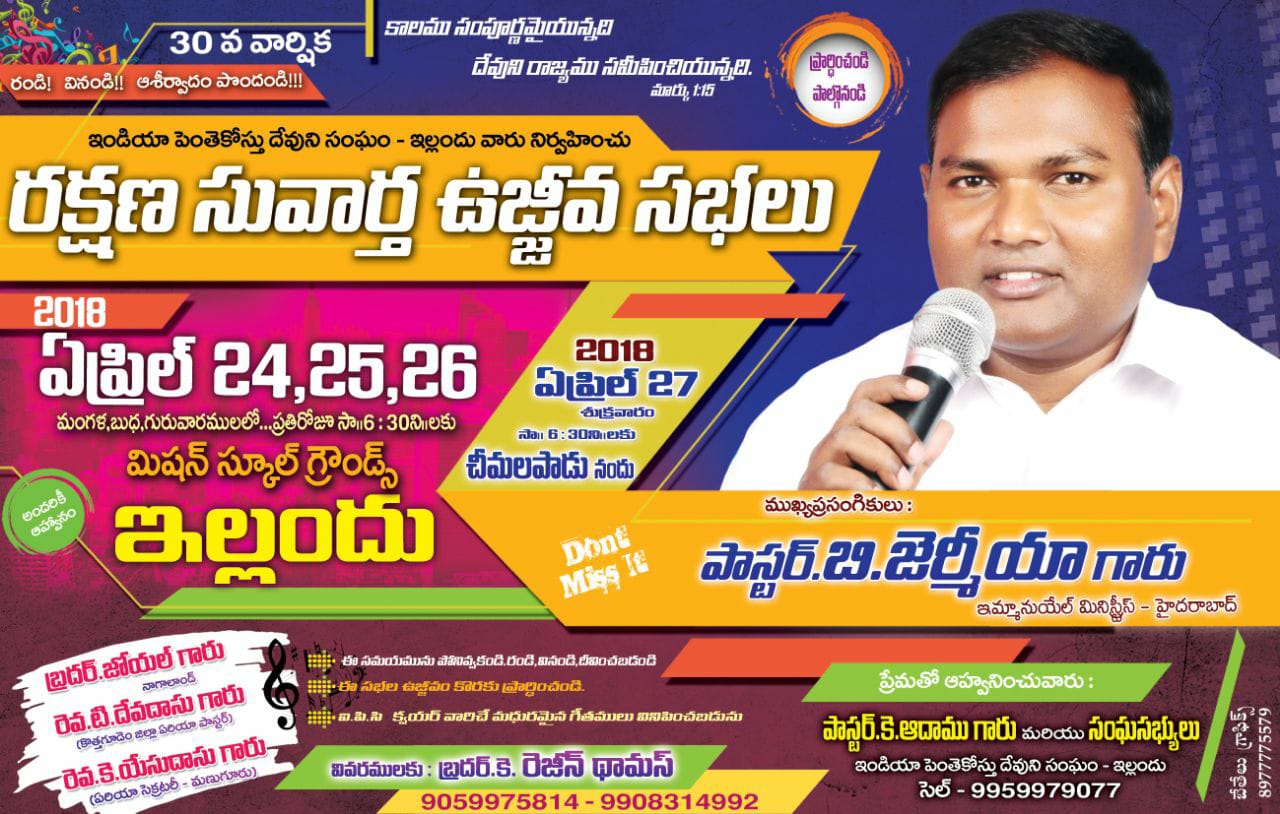 30 వ వార్షిక
రండి! వినండి!! ఆశీర్వాదం పొందండి!!!
కాలము సంపూర్ణమైయున్నది
దేవుని రాజ్యము సమీపించియున్నది.
మార్కు 1:15
ప్రార్ధించండి
పాల్గొనండి
ఇండియా పెంతెకోస్తు దేవుని సంఘం - ఇల్లందు వారు నిర్వహించు
రక్షణ సువార్త ఉజ్జీవ సభలు
2018
ఏప్రిల్ 24,25,26
మంగళ,బుధ,గురువారములలో...ప్రతిరోజూ సా॥6 : 30ని॥లకు
మిషన్ స్కూల్ గ్రౌండ్స్
ఇల్లందు
అందరికీ
ఆహ్వానం
2018
ఏప్రిల్ 27
శుక్రవారం
సా॥ 6 : 30ని॥లకు
చీమలపాడు నందు
Dont
Miss It
ముఖ్యప్రసంగికులు :
పాస్టర్.బి.జెర్మీయా గారు
ఇమ్మానుయేల్ మినిస్ట్రీస్ - హైదరాబాద్
బ్రదర్.జోయల్ గారు
నాగాలాండ్
రెవ.టి.దేవదాసు గారు
(కొత్తగూడెం జిల్లా ఏరియా పాస్టర్)
రెవ.కె.యేసుదాసు గారు
(ఏరియా సెక్రటరీ - మణుగూరు)
ఈ సమయమును పోనివ్వకండి.రండి,వినండి,దీవించబడండి
ఈ సభల ఉజ్జీవం కొరకు ప్రార్ధించండి.
ఐ.పి.సి క్వయర్ వారిచే మధురమైన గీతములు వినిపించబడును
వివరములకు : బ్రదర్.కె. రెజీన్ థామస్
9059975814 - 9908314992
ప్రేమతో ఆహ్వనించువారు :
పాస్టర్.కె.ఆదాము గారు మరియు సంఘసభ్యులు
ఇండియా పెంతెకోస్తు దేవుని సంఘం - ఇల్లందు
సెల్ - 9959979077
8977775579